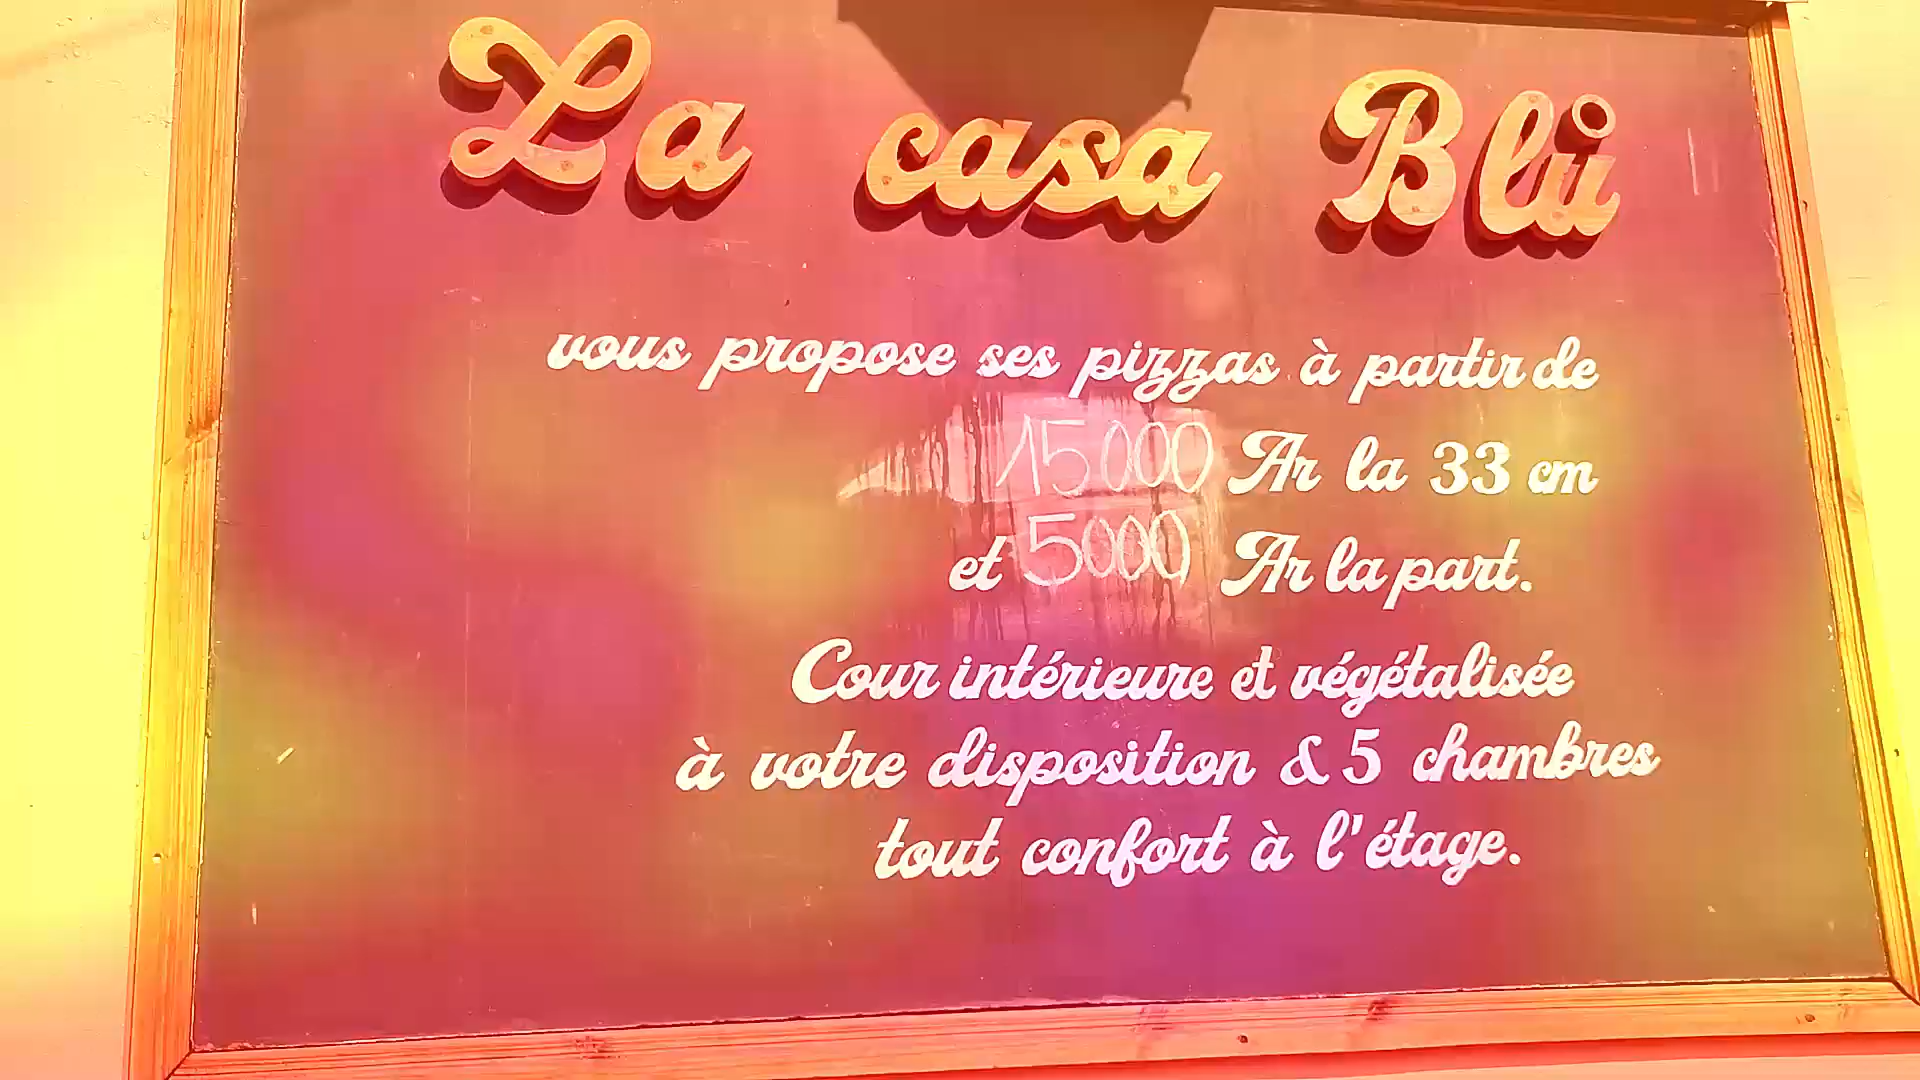 La casa Blů
vous propose ses pizzas à partir de
15000 Ar la 33 cm
et 5000 Ar la part.
Cour intérieure et végétalisée
à votre disposition & 5 chambres
tout confort à l'étage.